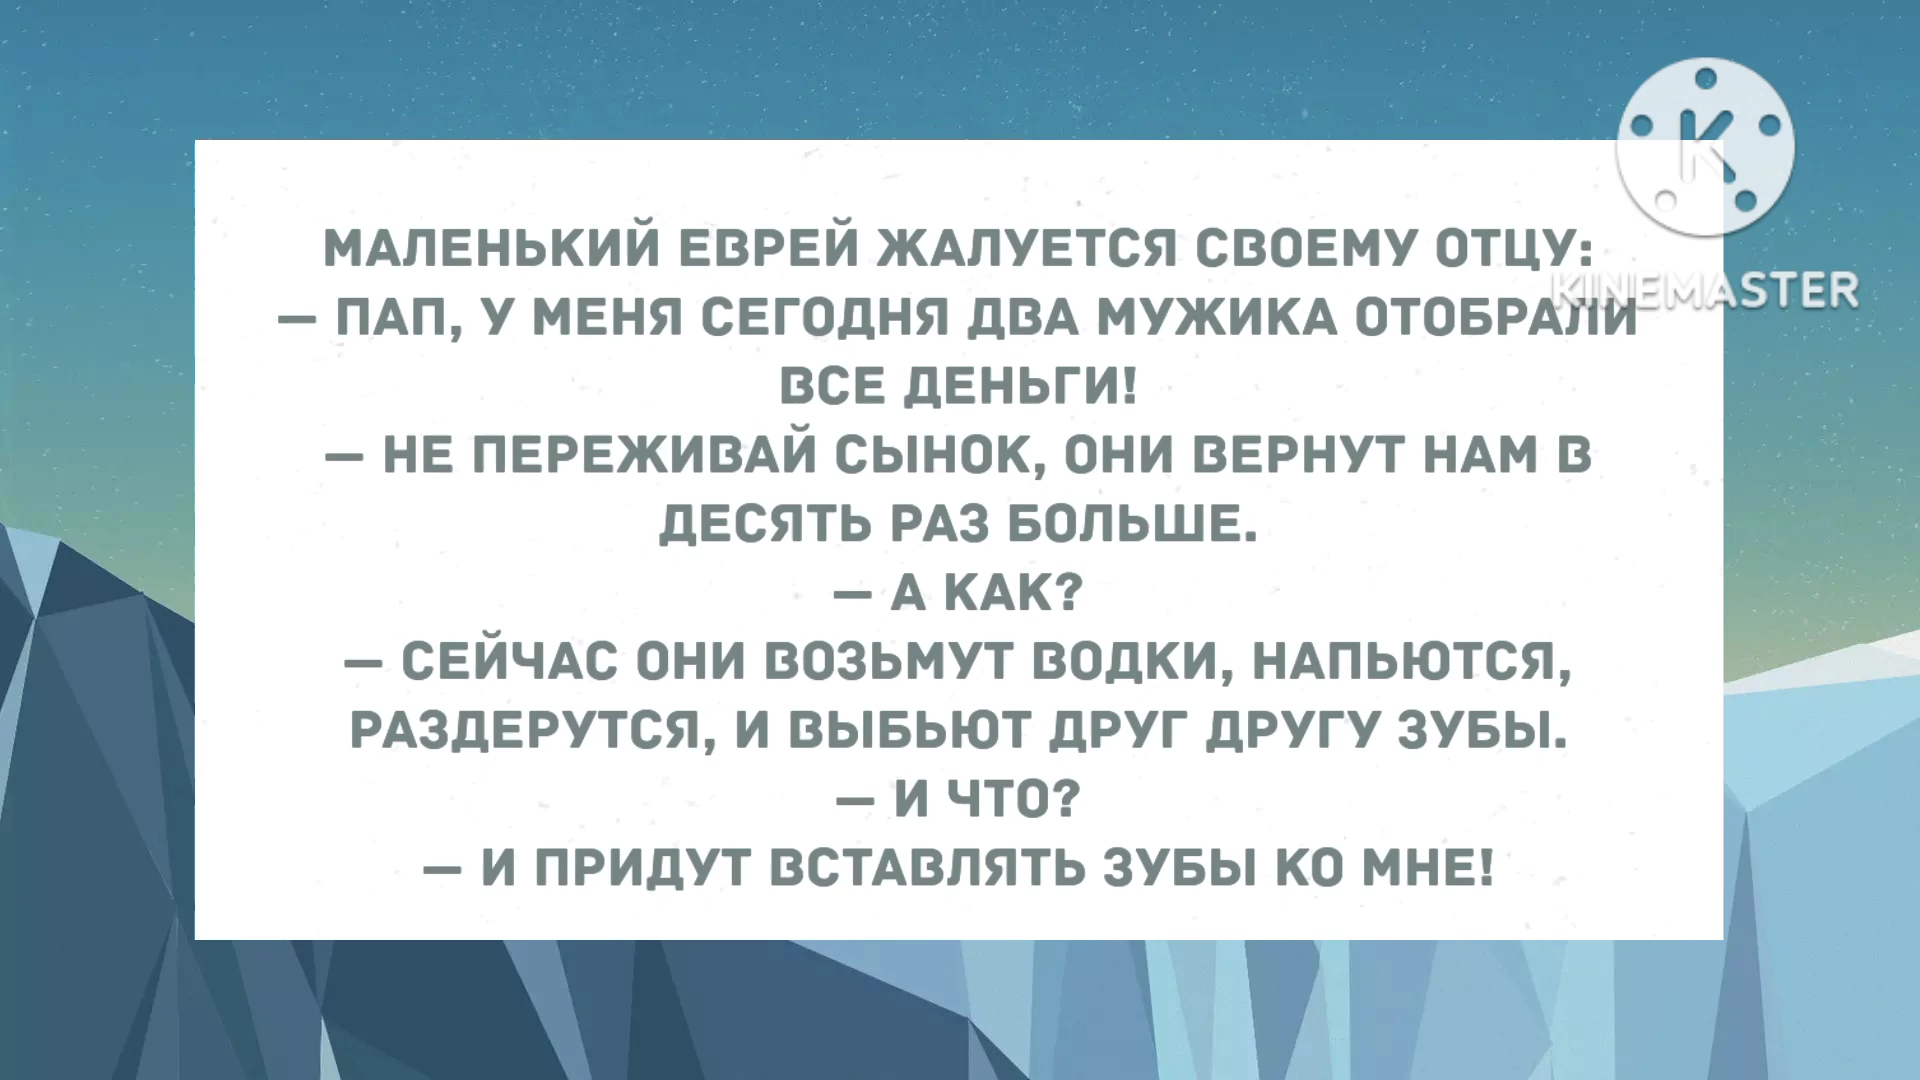 МАЛЕНЬКИЙ ЕВРЕЙ ЖАЛУЕТСЯ СВОЕМУ ОТЦУ:
— ПАП, У МЕНЯ СЕГОДНЯ ДВА МУЖИКА ОТОБРАЛИ
ВСЕ ДЕНЬГИ!
— НЕ ПЕРЕЖИВАЙ СЫНОК, ОНИ ВЕРНУТ НАМ В
ДЕСЯТЬ РАЗ БОЛЬШЕ.
— А КАК?
— СЕЙЧАС ОНИ ВОЗЬМУТ ВОДКИ, НАПЬЮТСЯ,
РАЗДЕРУТСЯ, И ВЫБЬЮТ ДРУГ ДРУГУ ЗУБЫ.
— И ЧТО?
— И ПРИДУТ ВСТАВЛЯТЬ ЗУБЫ КО МНЕ!
K
KINEMASTER